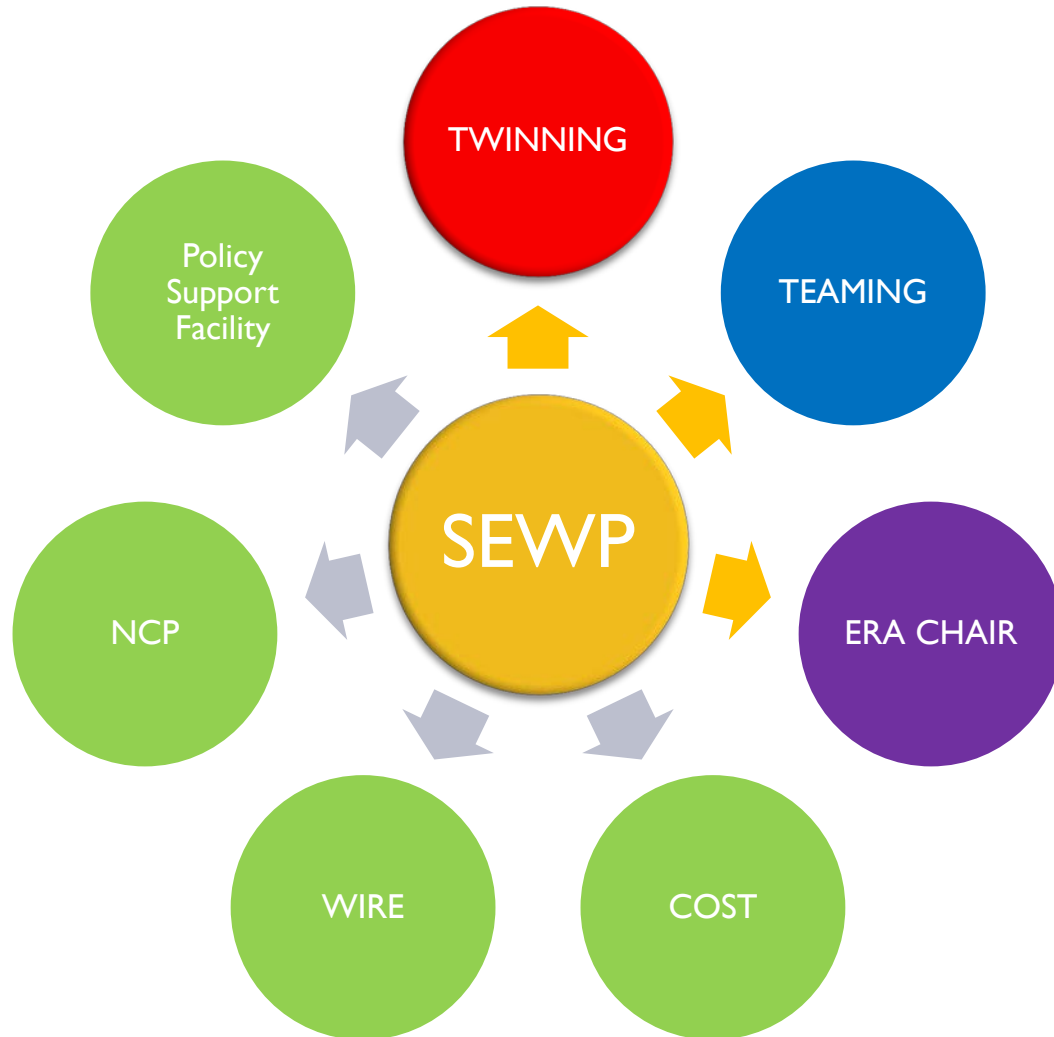 TWINNING
Policy
Support
Facility
TEAMING
SEWP
NCP
ERA CHAIR
WIRE
COST